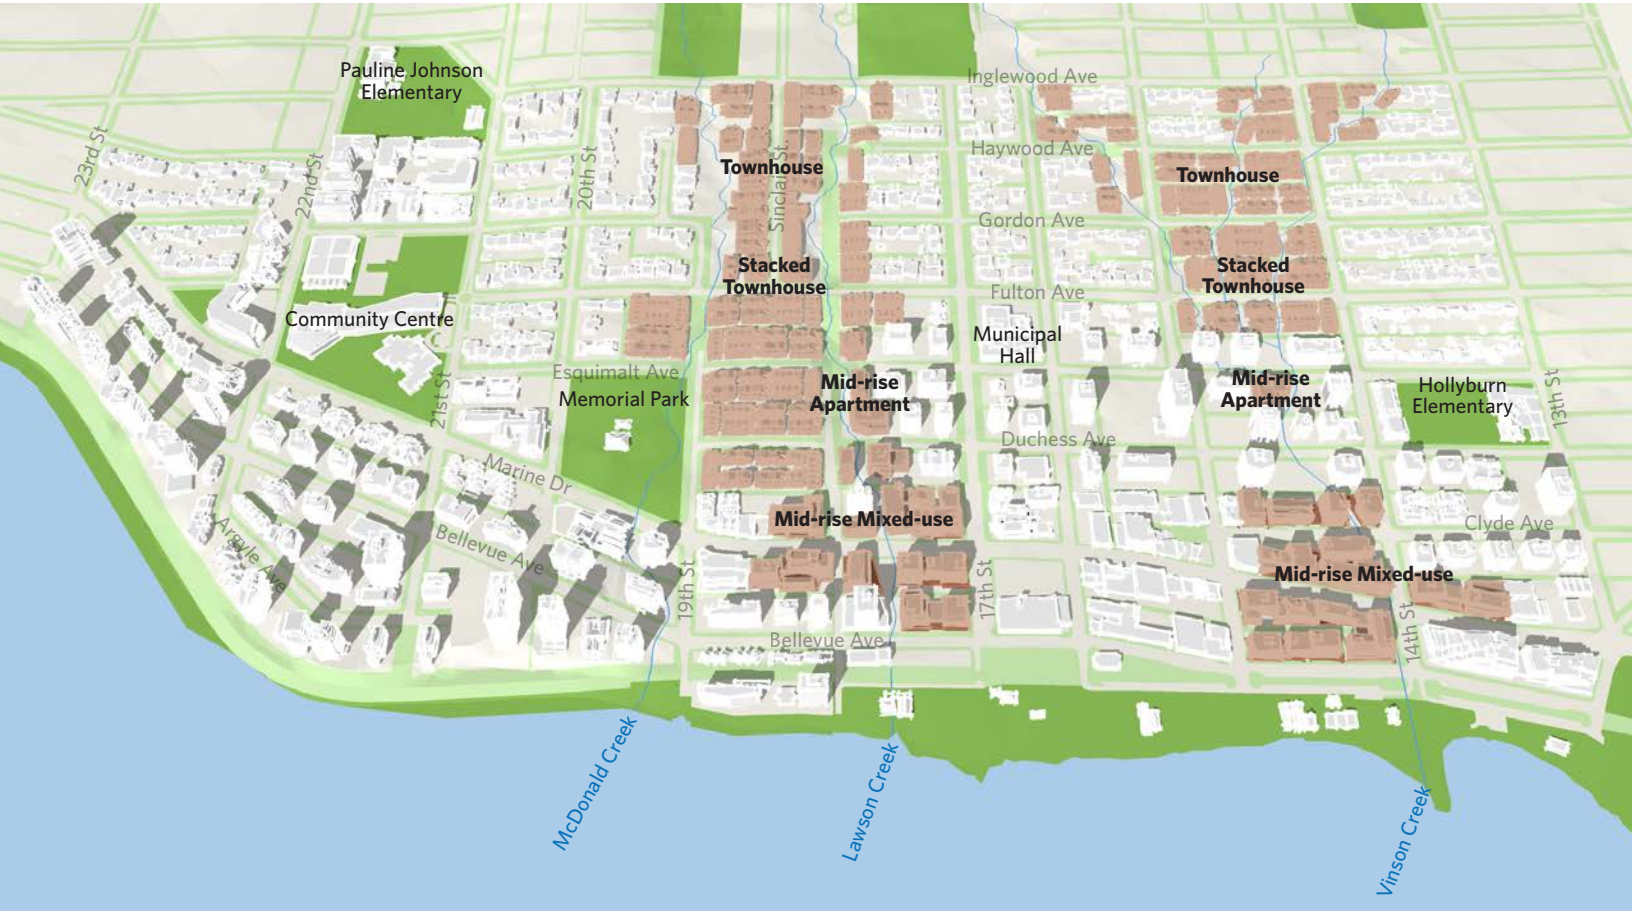 Pauline Johnson
Elementary
Inglewood Ave
23rd St
22nd St
20th St
Sinclair St.
Haywood Ave
Townhouse
Townhouse
Gordon Ave
Stacked
Townhouse
Stacked
Townhouse
Fulton Ave
Community Centre
Municipal
Hall
Esquimalt Ave
21st St
Memorial Park
Mid-rise
Apartment
Mid-rise
Apartment
Hollyburn
Elementary
13th St
Duchess Ave
Marine Dr
Mid-rise Mixed-use
Clyde Ave
Argyle Ave
Bellevue Ave
19th St
17th St
Mid-rise Mixed-use
14th St
Bellevue Ave
McDonald Creek
Lawson Creek
Vinson Creek